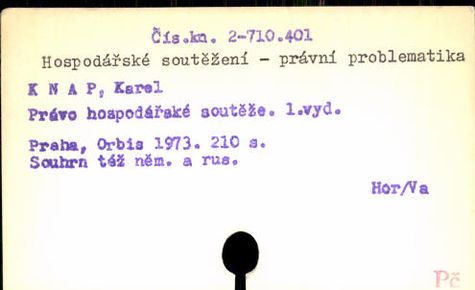 Čís.kn. 2-710.401
Hospodářské soutěžení - právní problematika
K N A P, Karel
Právo hospodářské soutěže. 1.vyd.
Praha, Orbis 1973. 210 s.
Souhrn též něm. a rus.
Hor/Va
Pč